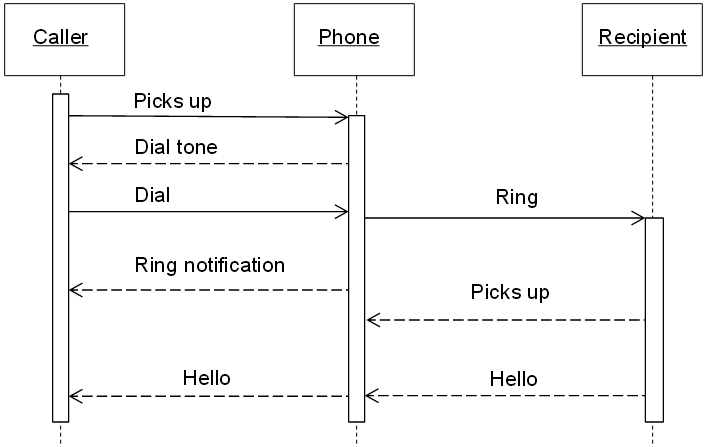 Caller
Phone
Recipient
Picks up
Dial tone
Dial
Ring
Ring notification
Picks up
Hello
Hello